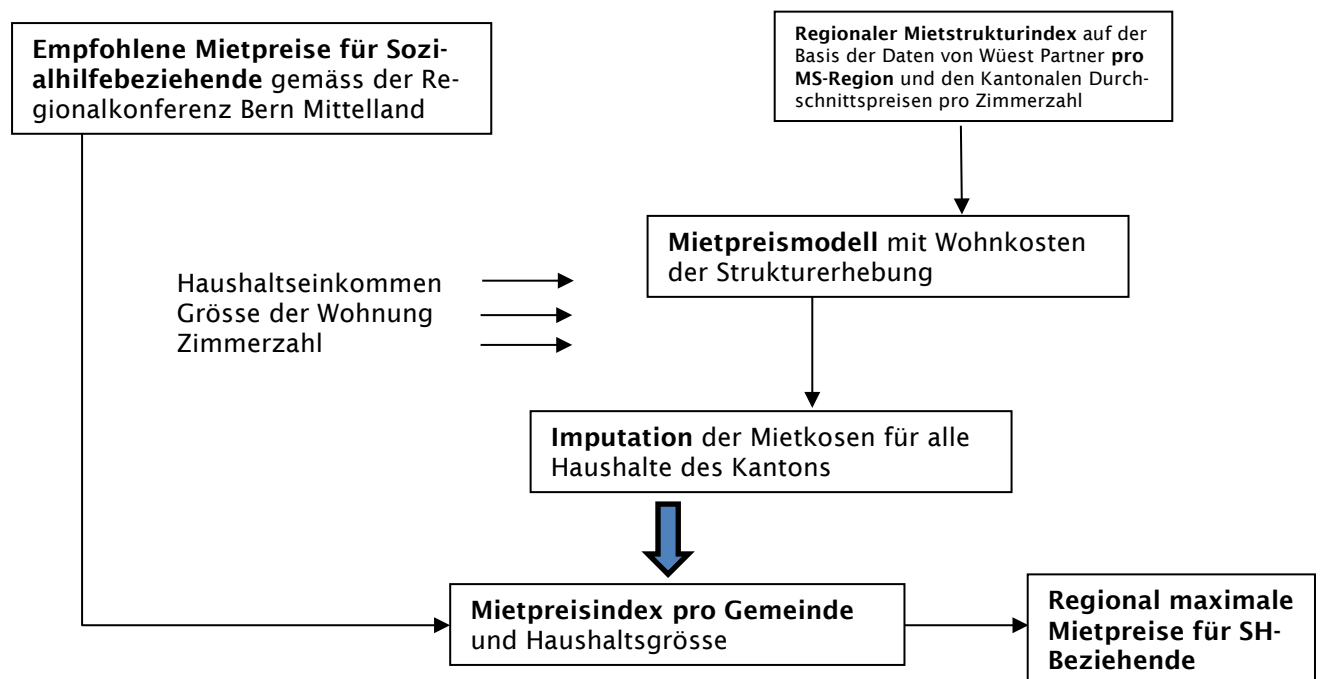 Empfohlene Mietpreise für Sozi-
alhilfebeziehende gemäss der Re-
gionalkonferenz Bern Mittelland
Regionaler Mietstrukturindex auf der
Basis der Daten von Wüest Partner pro
MS-Region und den Kantonalen Durch-
schnittspreisen pro Zimmerzahl
Mietpreismodell mit Wohnkosten
der Strukturerhebung
Haushaltseinkommen
Grösse der Wohnung
Zimmerzahl
Imputation der Mietkosen für alle
Haushalte des Kantons
Mietpreisindex pro Gemeinde
und Haushaltsgrösse
Regional maximale
Mietpreise für SH-
Beziehende